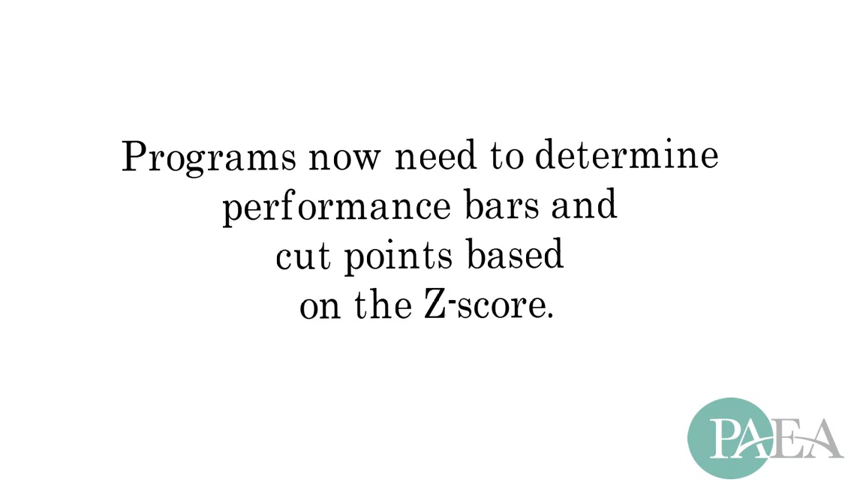 Programs now need to determine
performance bars and
cut points based
on the Z-score.
PAEA